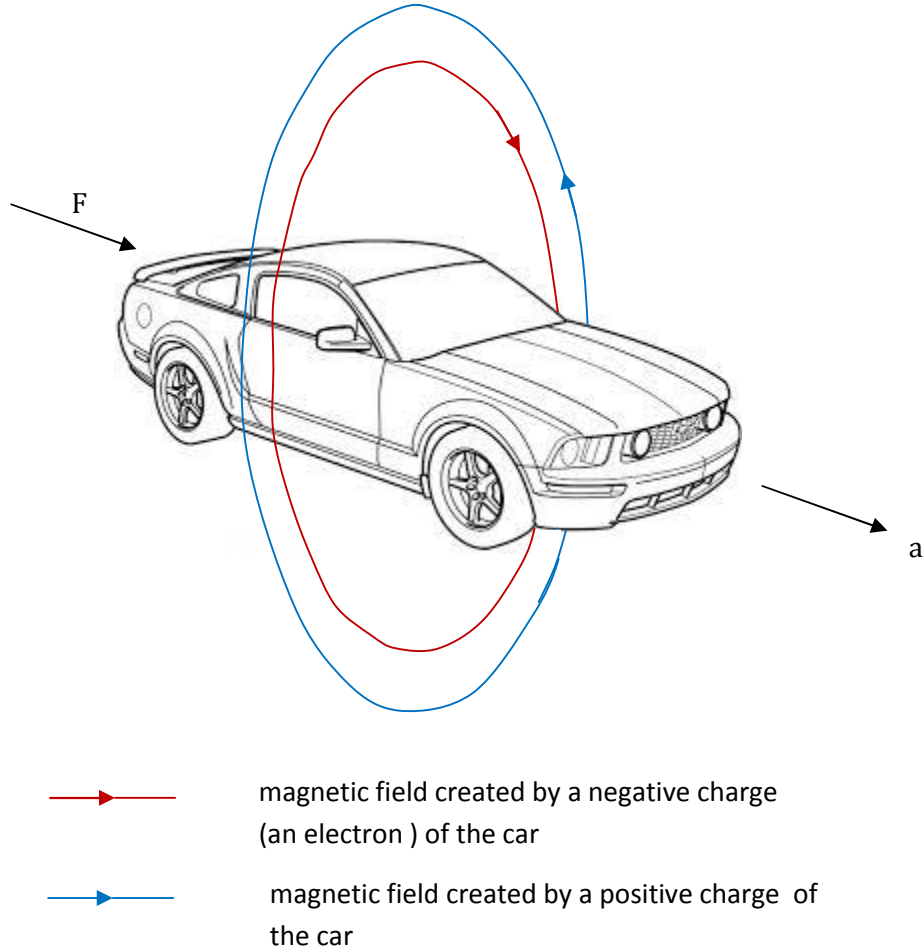 F
a
magnetic field created by a negative charge
(an electron ) of the car
magnetic field created by a positive charge of
the car